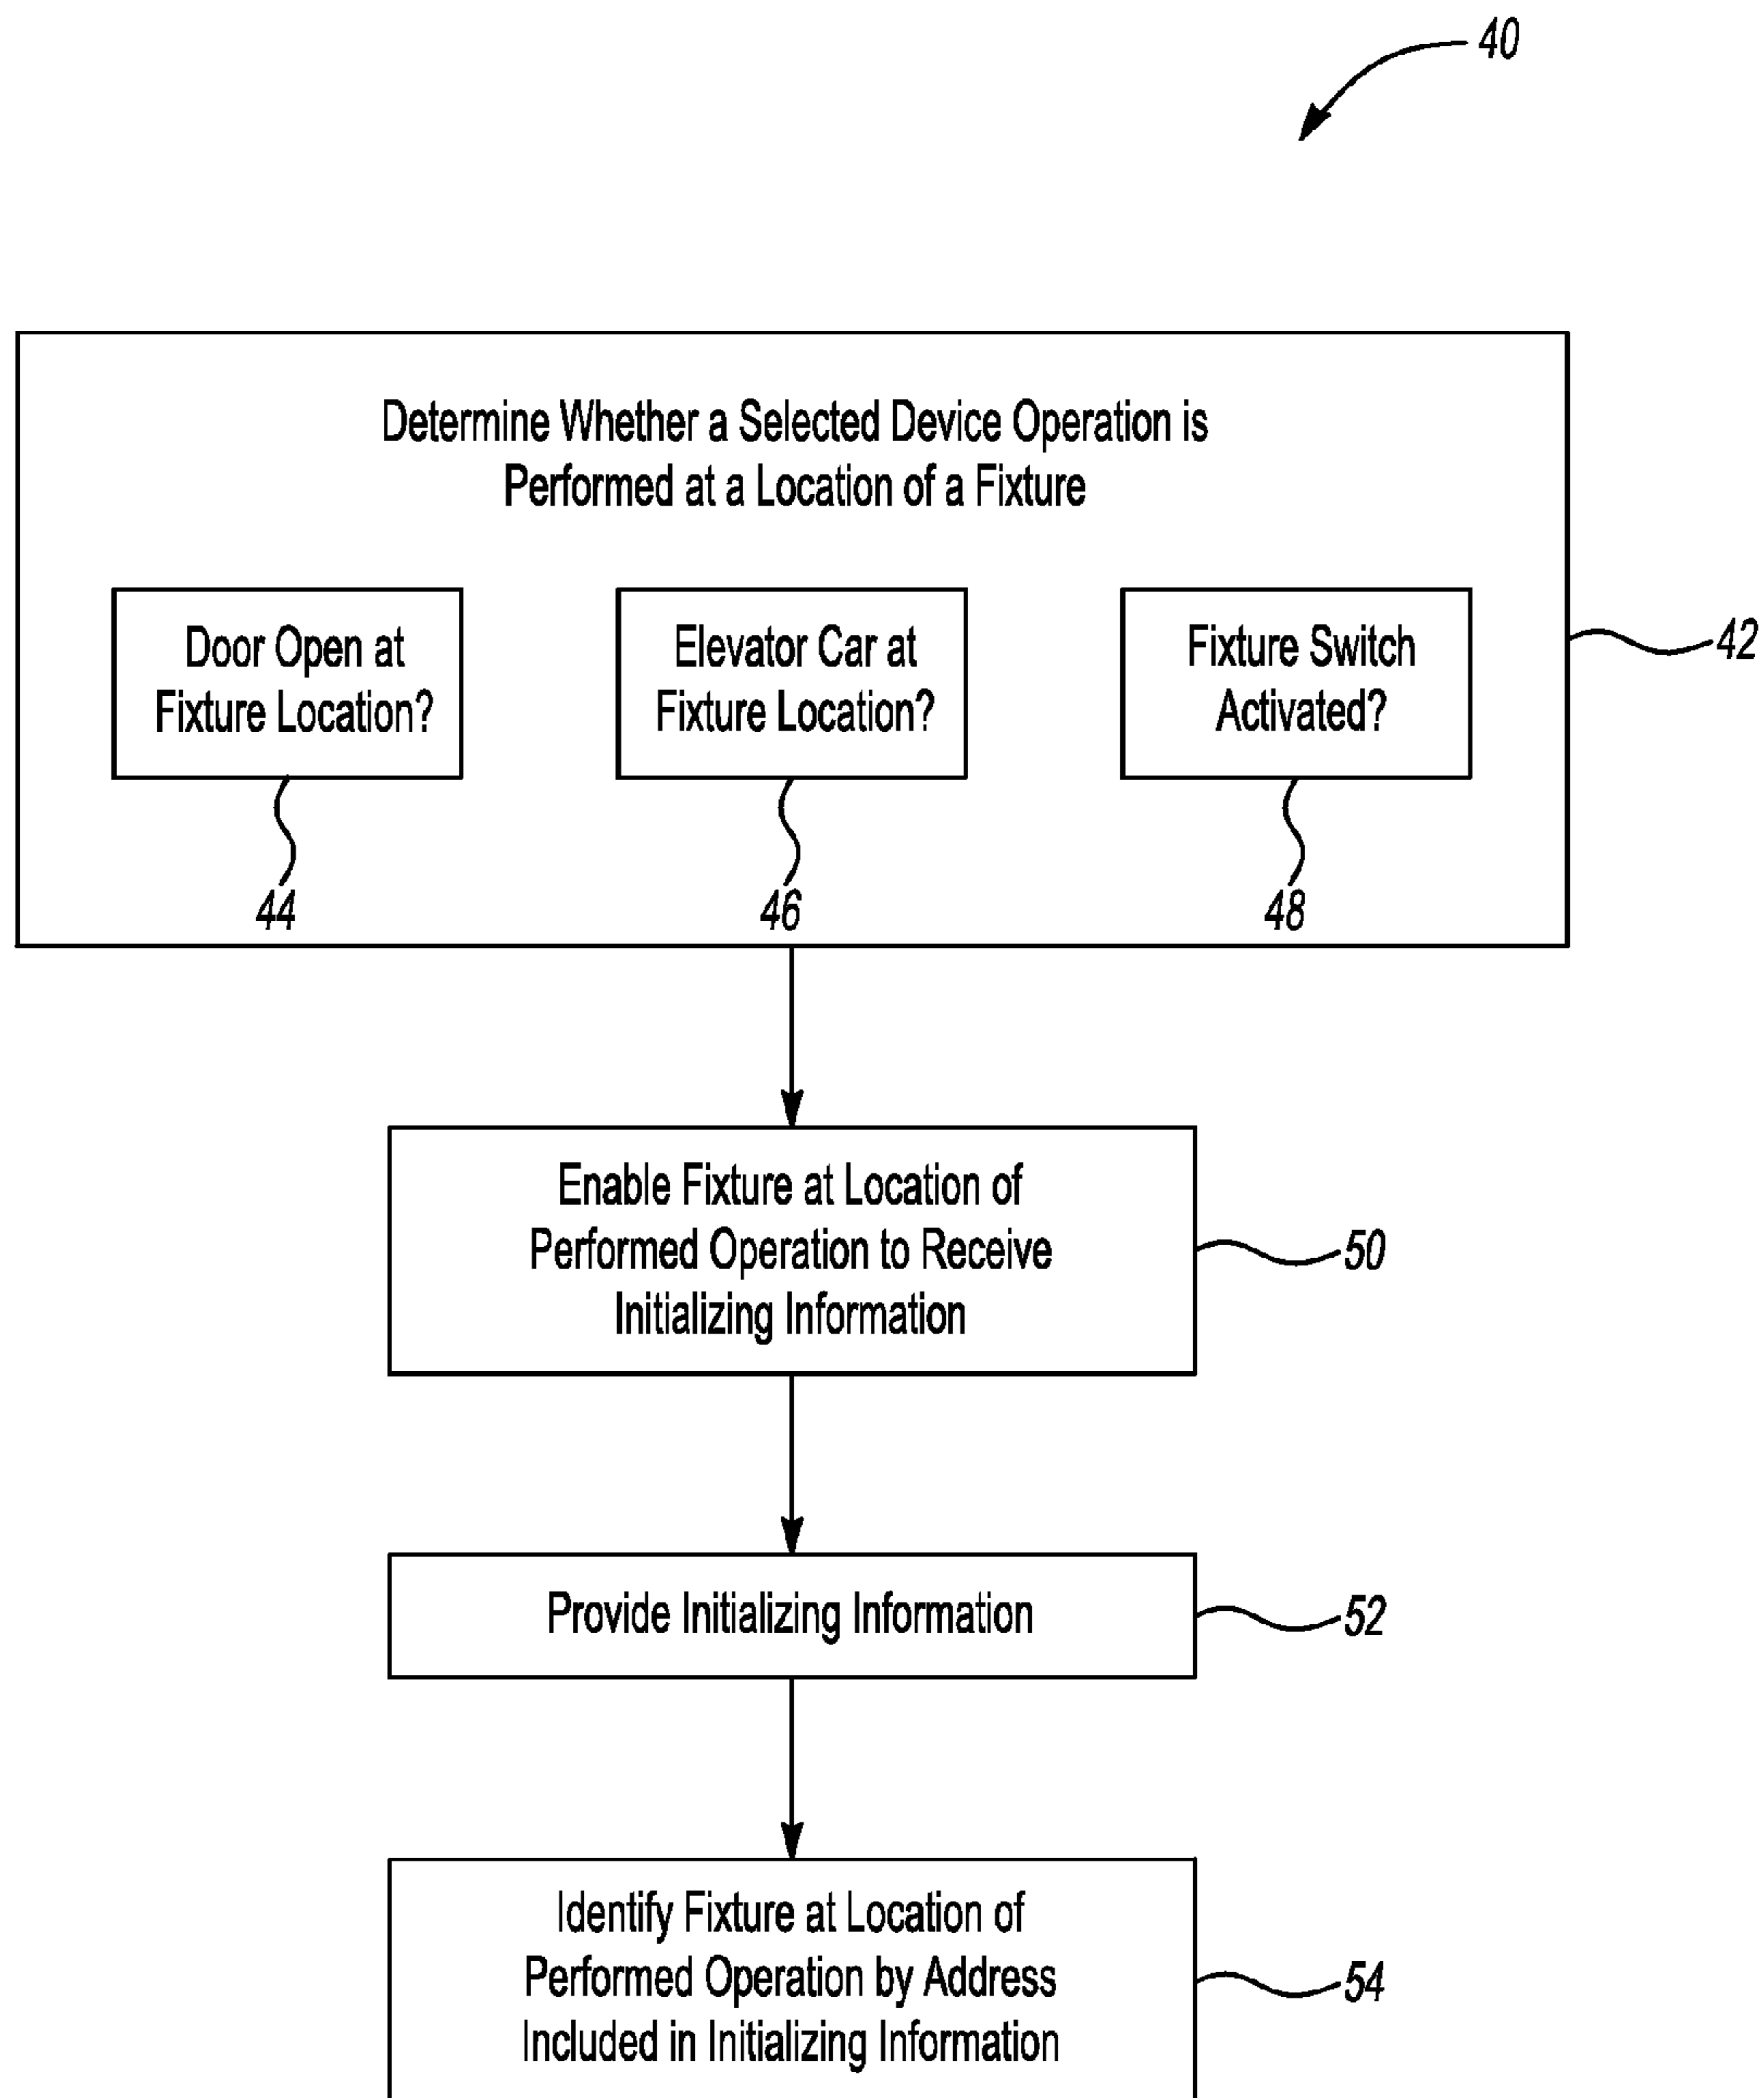 40
Determine Whether a Selected Device Operation is
Performed at a Location of a Fixture
Door Open at
Fixture Location?
Elevator Car at
Fixture Location?
Fixture Switch
Activated?
42
44
46
48
Enable Fixture at Location of
Performed Operation to Receive
Initializing Information
50
Provide Initializing Information
52
Identify Fixture at Location of
Performed Operation by Address
Included in Initializing Information
54